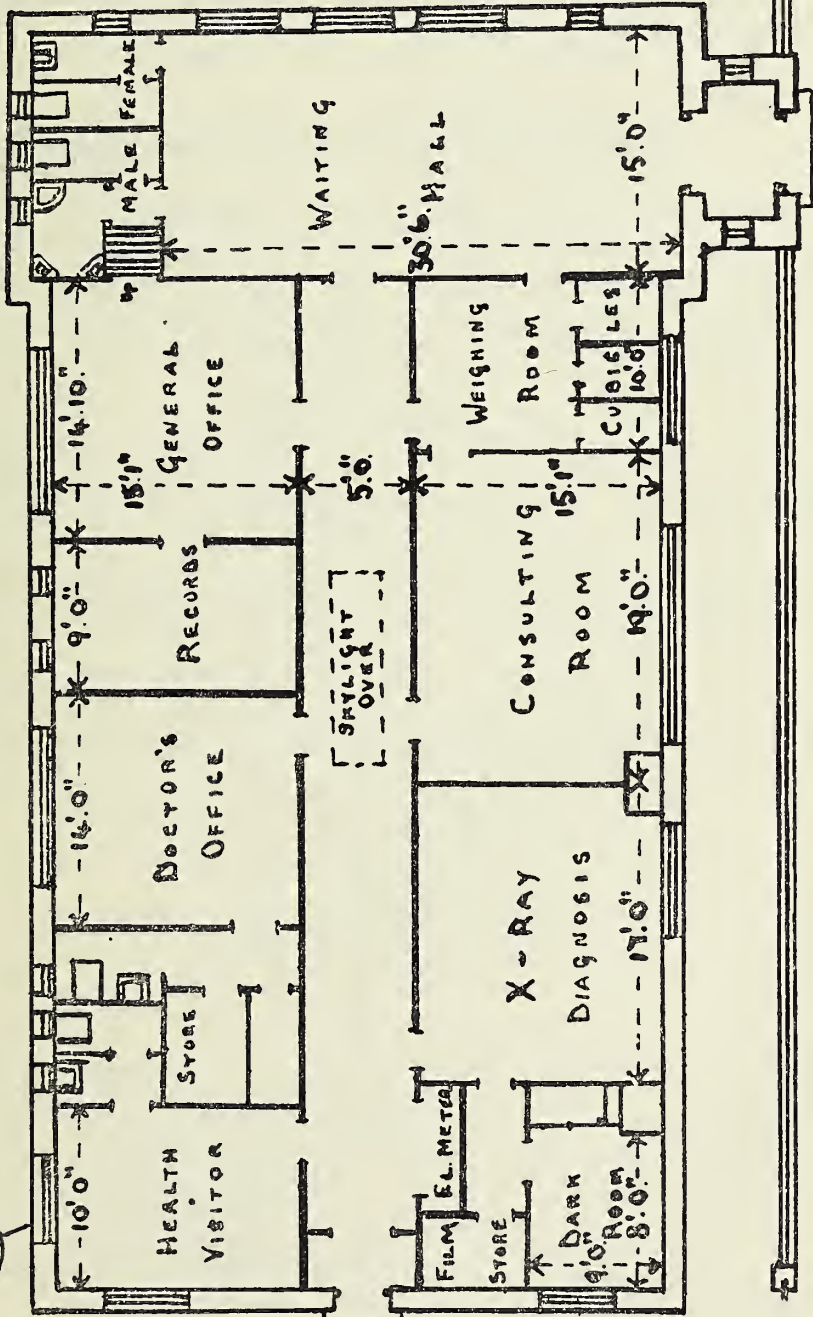 HEALTH
VISITOR
10'0"
STORE
DOCTOR'S
OFFICE
14'.0"
RECORDS
9'.0"
GENERAL
OFFICE
14'.10"
15'.1"
UP
MALE
FEMALE
SKYLIGHT
OVER
5'.0"
WAITING
HALL
30'.6"
15'.0"
FILM
STORE
EL. METER
DARK
ROOM
9'.0"
8'.0"
X-RAY
DIAGNOSIS
17'.0"
CONSULTING
ROOM
15'.1"
19'.0"
WEIGHING
ROOM
CUBICLES
10'.0"